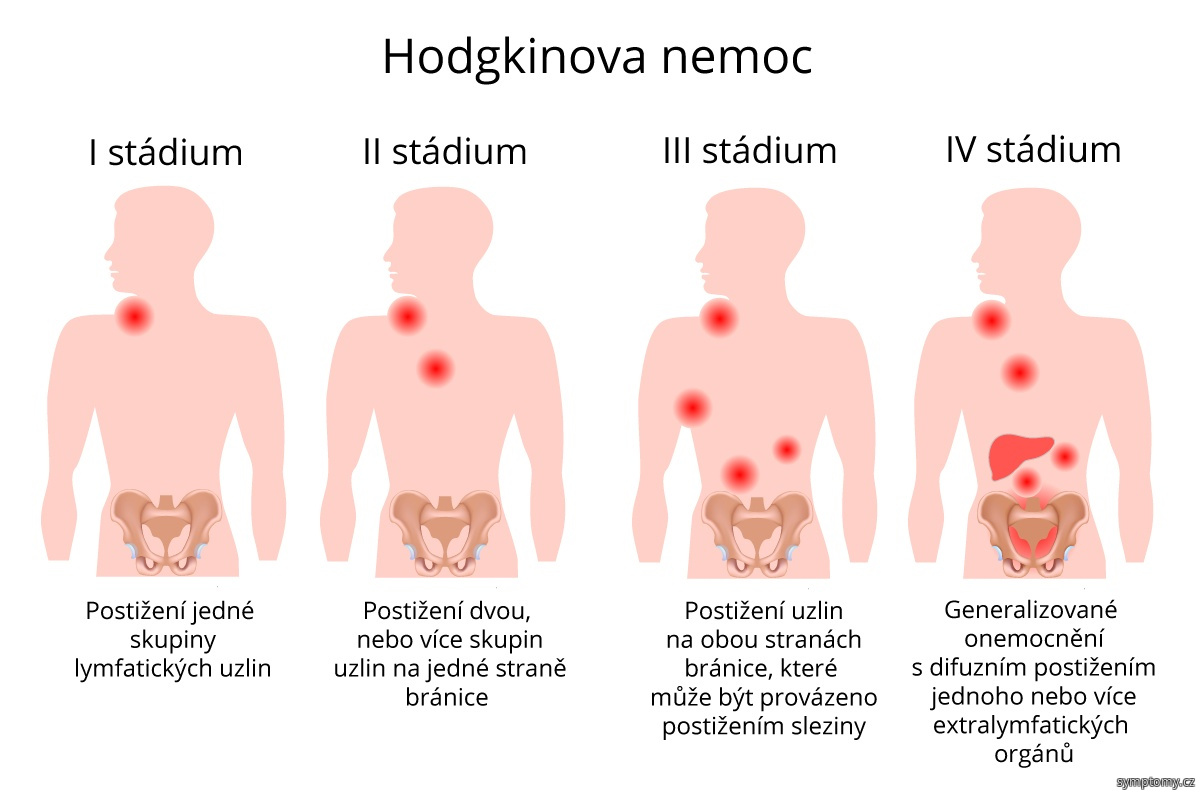 Hodgkinova nemoc
I stádium
II stádium
III stádium
IV stádium
Postižení jedné
skupiny
lymfatických uzlin
Postižení dvou,
nebo více skupin
uzlin na jedné straně
bránice
Postižení uzlin
na obou stranách
bránice, které
může být provázeno
postižením sleziny
Generalizované
onemocnění
s difuzním postižením
jednoho nebo více
extralymfatických
orgánů
symptomy.cz